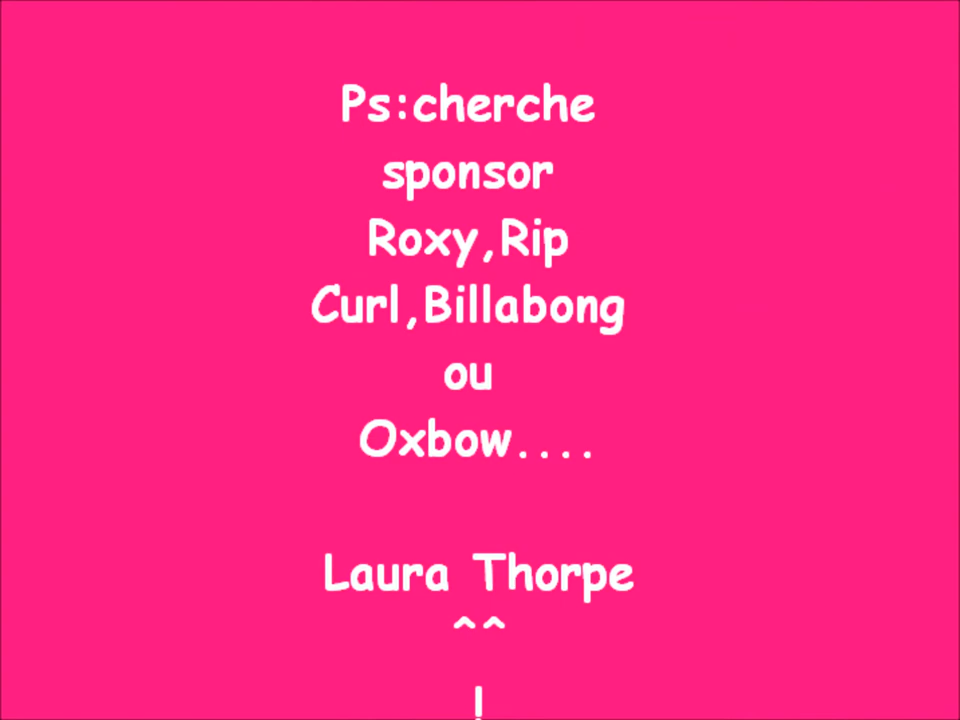 Ps:cherche
sponsor
Roxy,Rip
Curl,Billabong
ou
Oxbow....
Laura Thorpe
^^
!